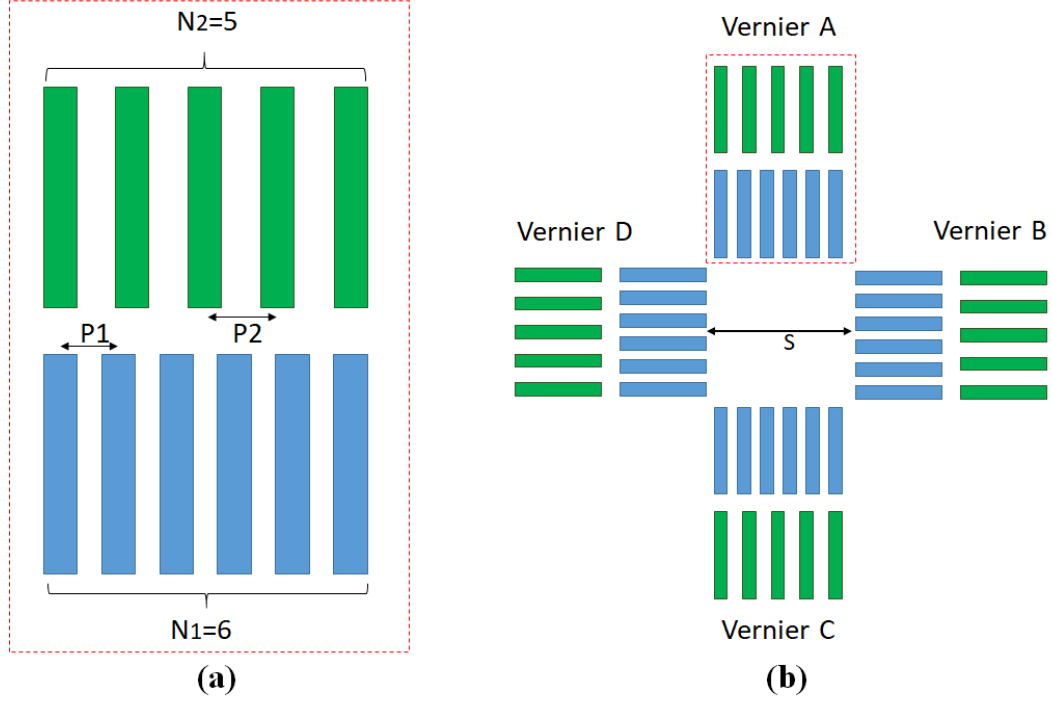 N2=5
P1
P2
N1=6
(a)
Vernier A
Vernier D
Vernier B
S
Vernier C
(b)